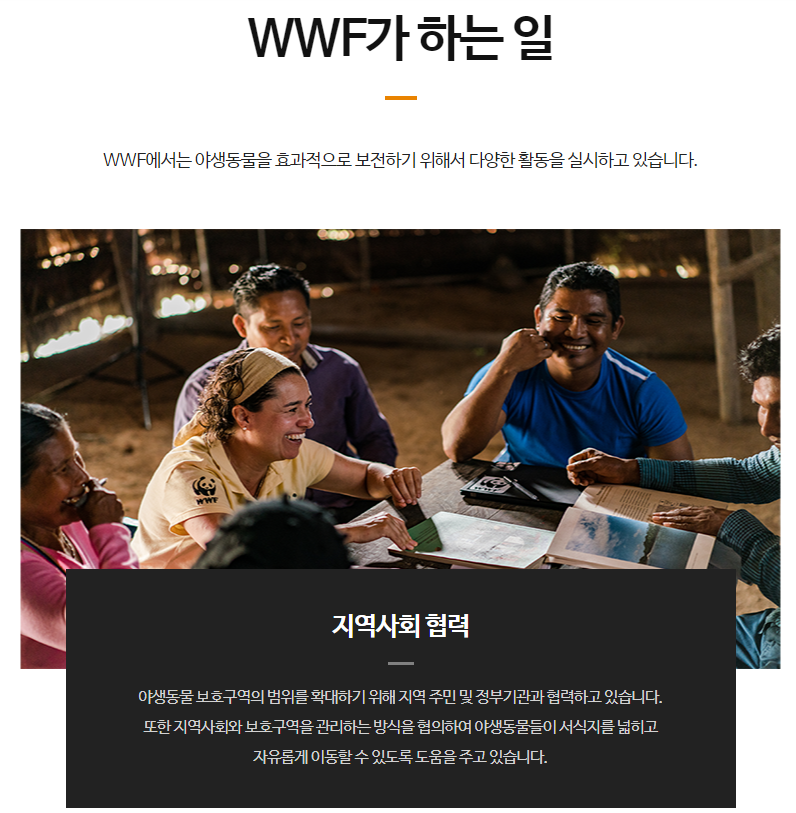 WWF가 하는 일
WWF에서는 야생동물을 효과적으로 보전하기 위해서 다양한 활동을 실시하고 있습니다.
WWF
지역사회 협력
야생동물 보호구역의 범위를 확대하기 위해 지역 주민 및 정부기관과 협력하고 있습니다.
또한 지역사회와 보호구역을 관리하는 방식을 협의하여 야생동물들이 서식지를 넓히고
자유롭게 이동할 수 있도록 도움을 주고 있습니다.